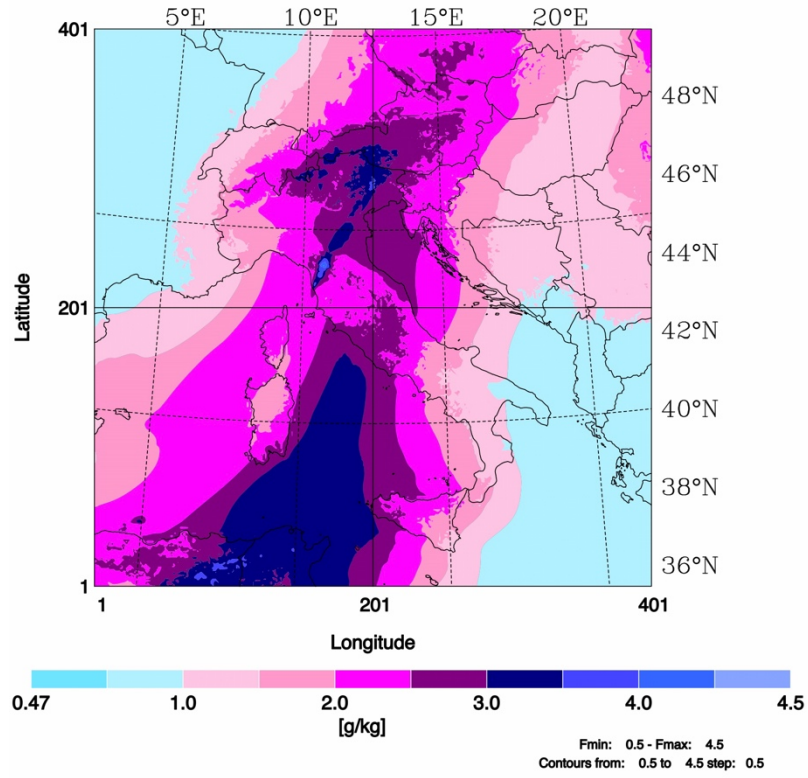 5°E 10°E 15°E 20°E
401
48°N
46°N
44°N
Latitude
201
42°N
40°N
38°N
36°N
1
1 201 401
Longitude
0.47 1.0 2.0 3.0 4.0 4.5
[g/kg]
Fmin: 0.5 - Fmax: 4.5
Contours from: 0.5 to 4.5 step: 0.5